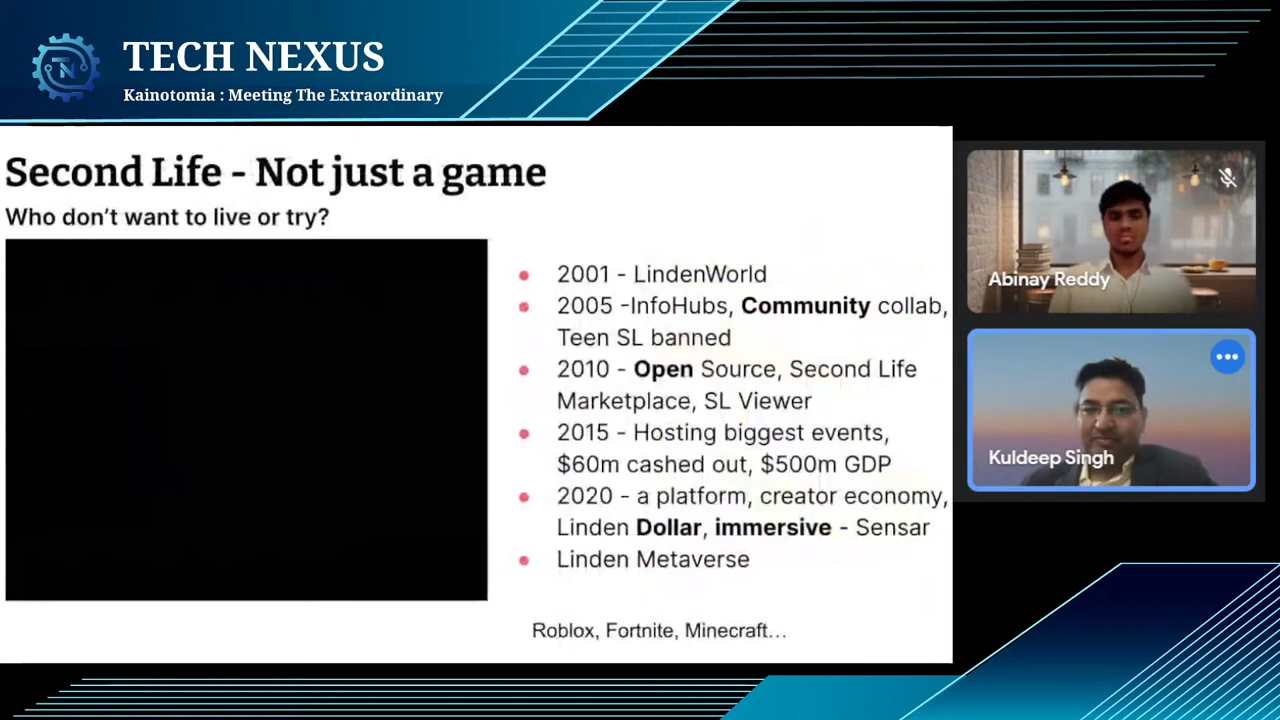 TN
TECH NEXUS
Kainotomia : Meeting The Extraordinary
Second Life - Not just a game
Who don't want to live or try?
2001 - LindenWorld
2005 -InfoHubs, Community collab,
Teen SL banned
2010 - Open Source, Second Life
Marketplace, SL Viewer
2015 - Hosting biggest events,
$60m cashed out, $500m GDP
2020 - a platform, creator economy,
Linden Dollar, immersive - Sensar
Linden Metaverse
Roblox, Fortnite, Minecraft...
Abinay Reddy
Kuldeep Singh